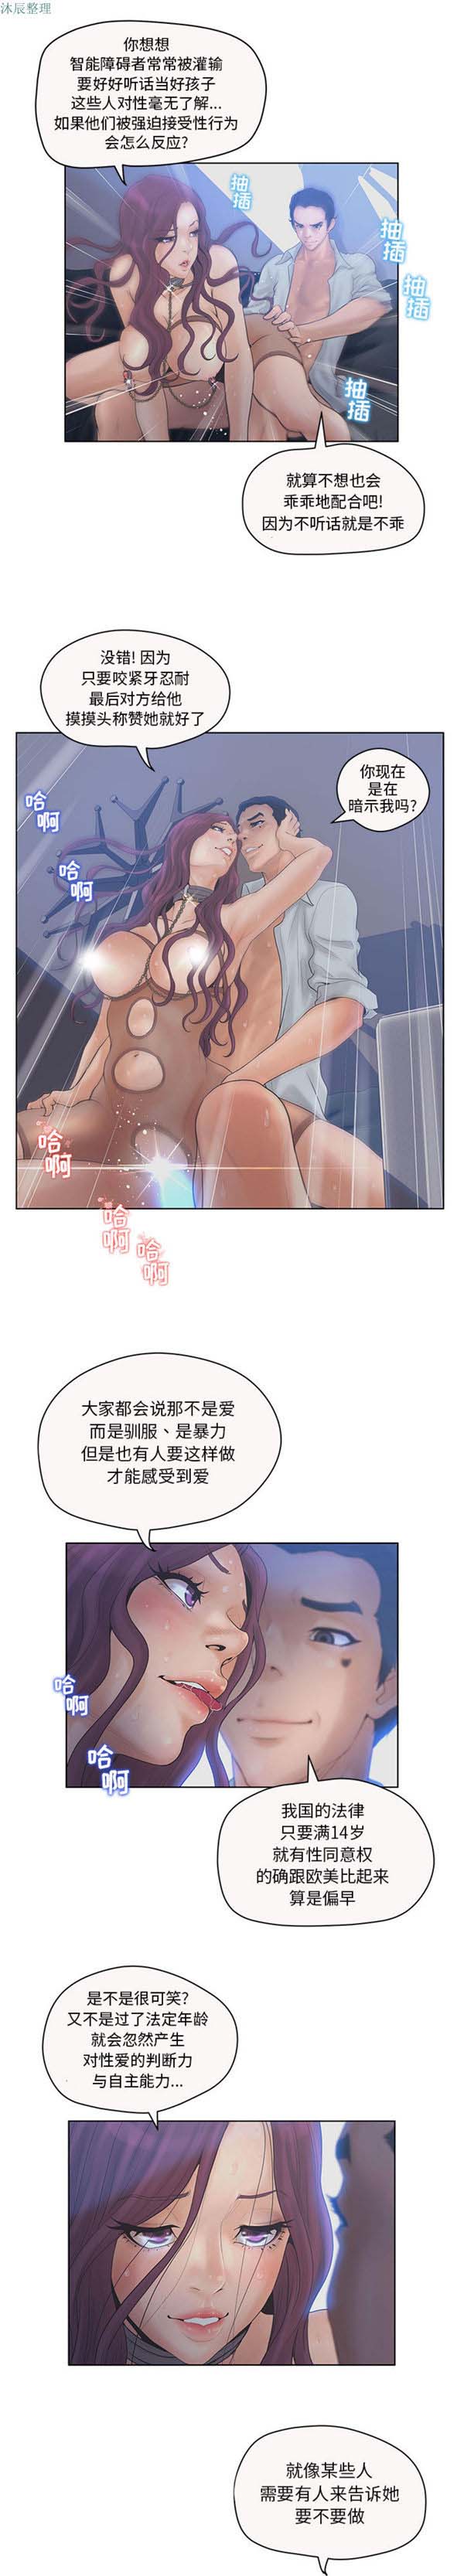 沐辰整理
你想想
智能障碍者常常被灌输
要好好听话当好孩子
这些人对性毫无了解...
如果他们被强迫接受性行为
会怎么反应?
抽插
抽插
抽插
抽插
就算不想也会
乖乖地配合吧!
因为不听话就是不乖
没错! 因为
只要咬紧牙忍耐
最后对方给他
摸摸头称赞她就好了
你现在
是在
暗示我吗?
哈啊
哈啊
哈啊
哈啊
哈啊
大家都会说那不是爱
而是驯服、是暴力
但是也有人要这样做
才能感受到爱
哈啊
哈啊
我国的法律
只要满14岁
就有性同意权
的确跟欧美比起来
算是偏早
是不是很可笑?
又不是过了法定年龄
就会忽然产生
对性爱的判断力
与自主能力...
就像某些人
需要有人来告诉她
要不要做